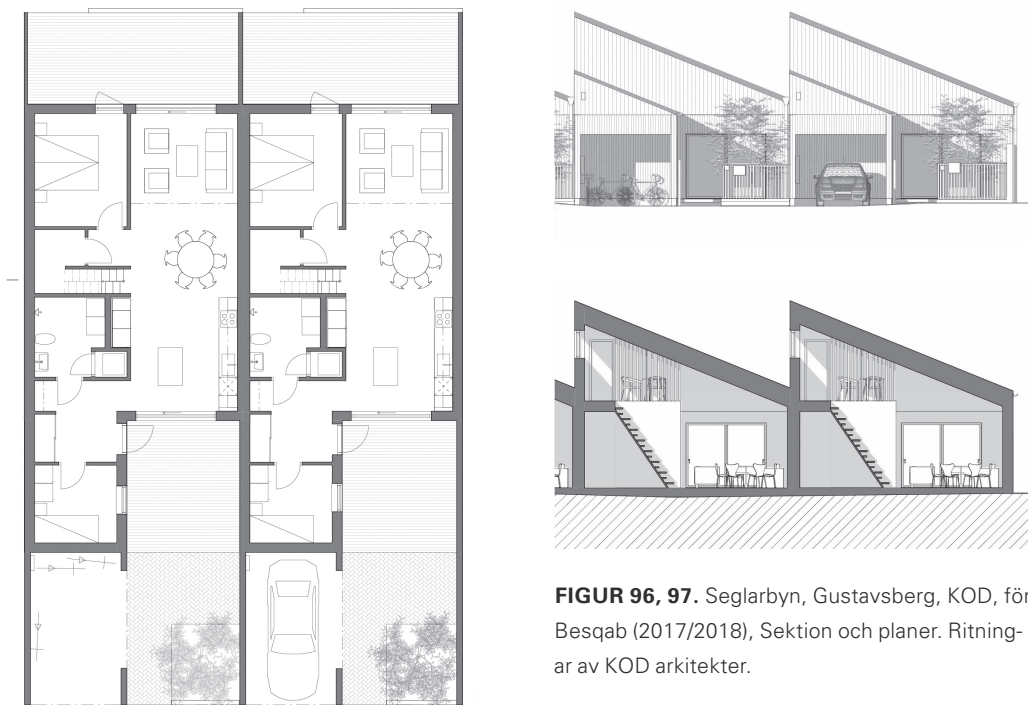 FIGUR 96, 97. Seglarbyn, Gustavsberg, KOD, för
Besqab (2017/2018), Sektion och planer. Ritning-
ar av KOD arkitekter.